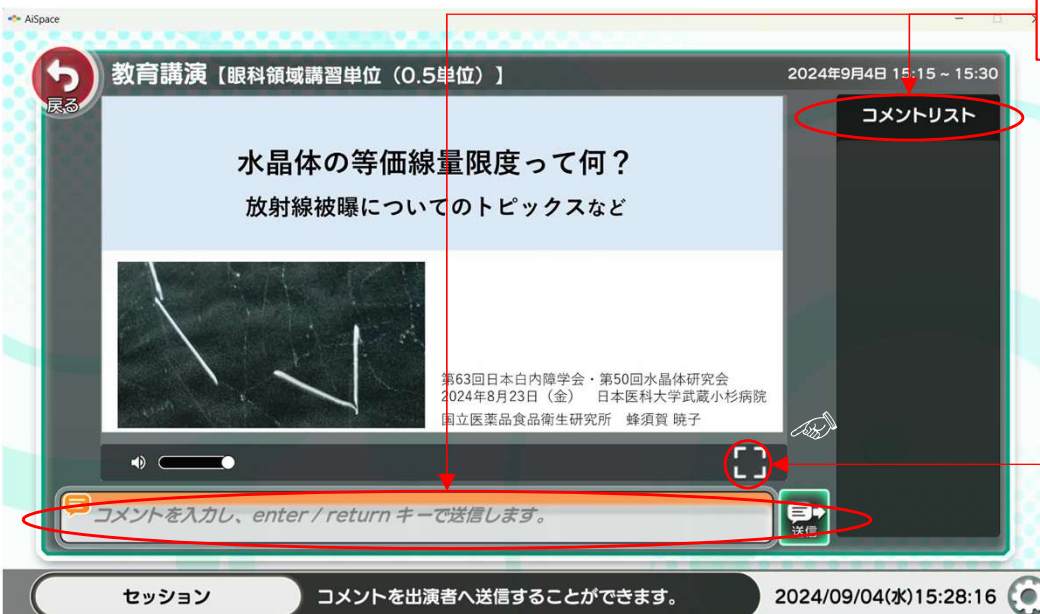 AiSpace
戻る
教育講演【眼科領域講習単位（0.5単位）】
2024年9月4日 15:15 ~ 15:30
コメントリスト
水晶体の等価線量限度って何？
放射線被曝についてのトピックスなど
第63回日本白内障学会・第50回水晶体研究会
2024年8月23日（金）　日本医科大学武蔵小杉病院
国立医薬品食品衛生研究所　蜂須賀 暁子
コメントを入力し、enter / return キーで送信します。
送信
セッション
コメントを出演者へ送信することができます。
2024/09/04(水)15:28:16